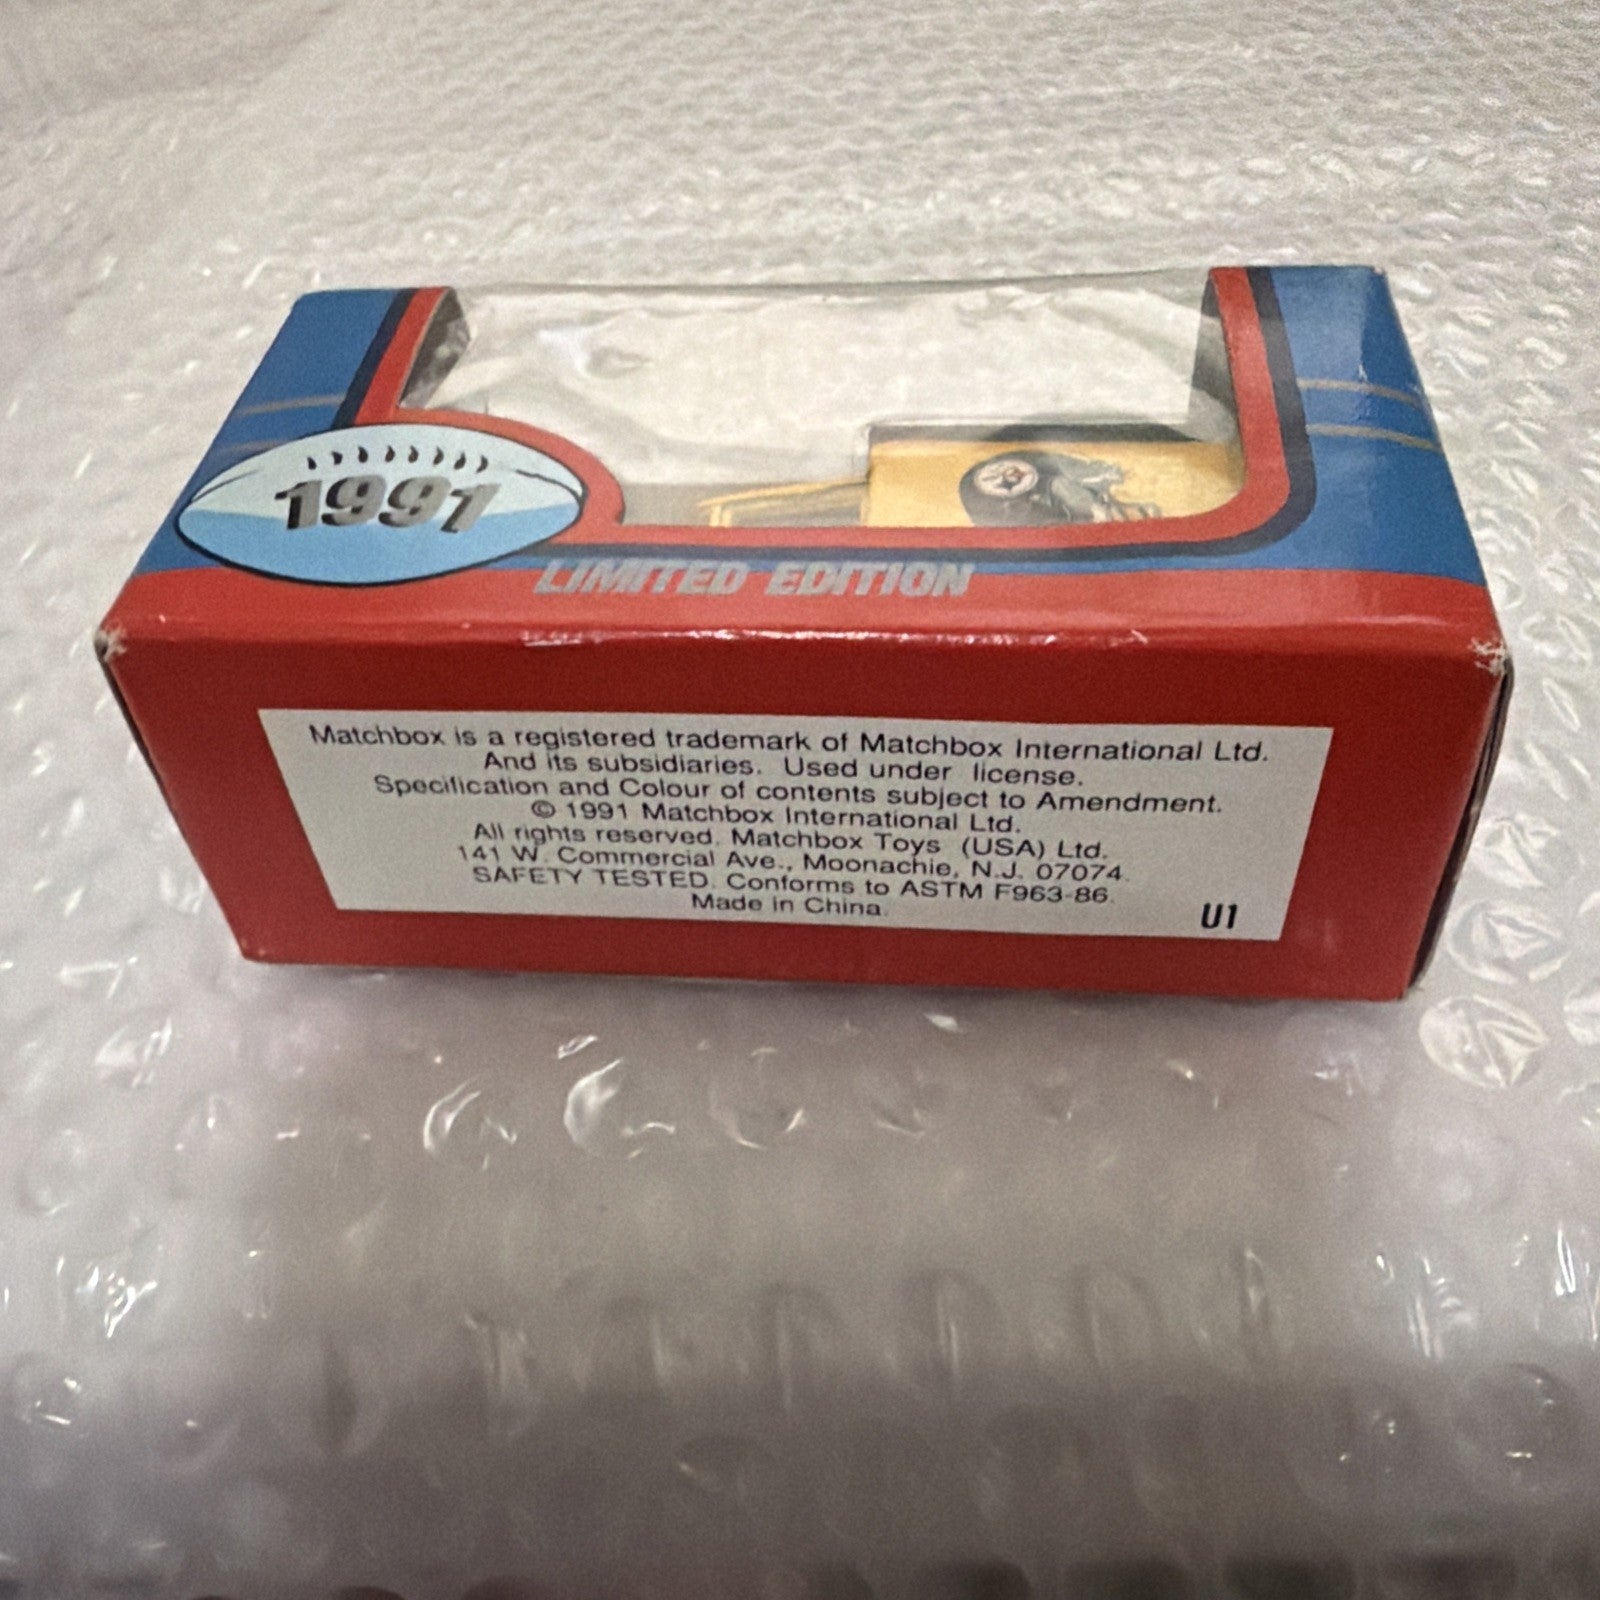 1991
LIMITED EDITION
Matchbox is a registered trademark of Matchbox International Ltd.
And its subsidiaries. Used under license.
Specification and Colour of contents subject to Amendment.
© 1991 Matchbox International Ltd.
All rights reserved. Matchbox Toys (USA) Ltd.
141 W. Commercial Ave., Moonachie, N.J. 07074.
SAFETY TESTED. Conforms to ASTM F963-86.
Made in China.
U1